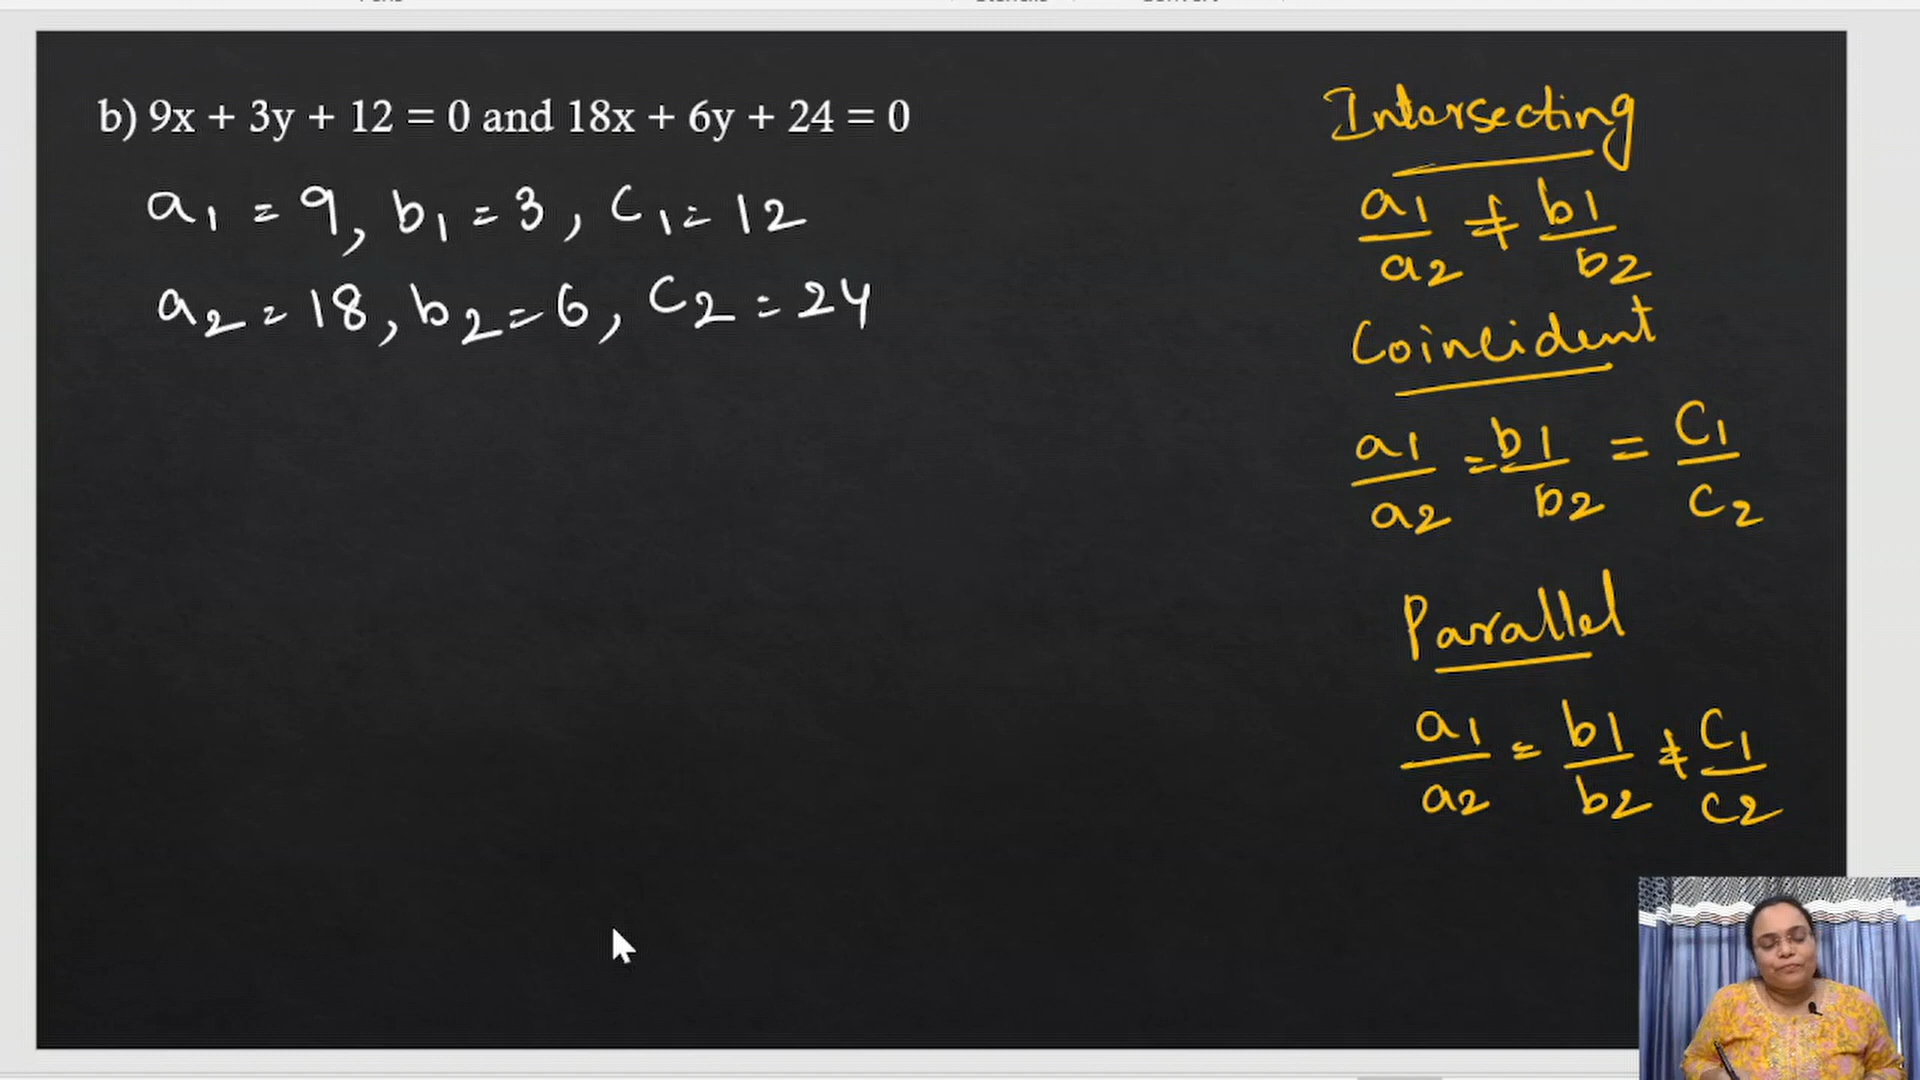 b) 9x + 3y + 12 = 0 and 18x + 6y + 24 = 0
a₁ = 9, b₁ = 3, c₁ = 12
a₂ = 18, b₂ = 6, c₂ = 24
Intersecting
a₁/a₂ ≠ b₁/b₂
Coincident
a₁/a₂ = b₁/b₂ = c₁/c₂
Parallel
a₁/a₂ = b₁/b₂ ≠ c₁/c₂